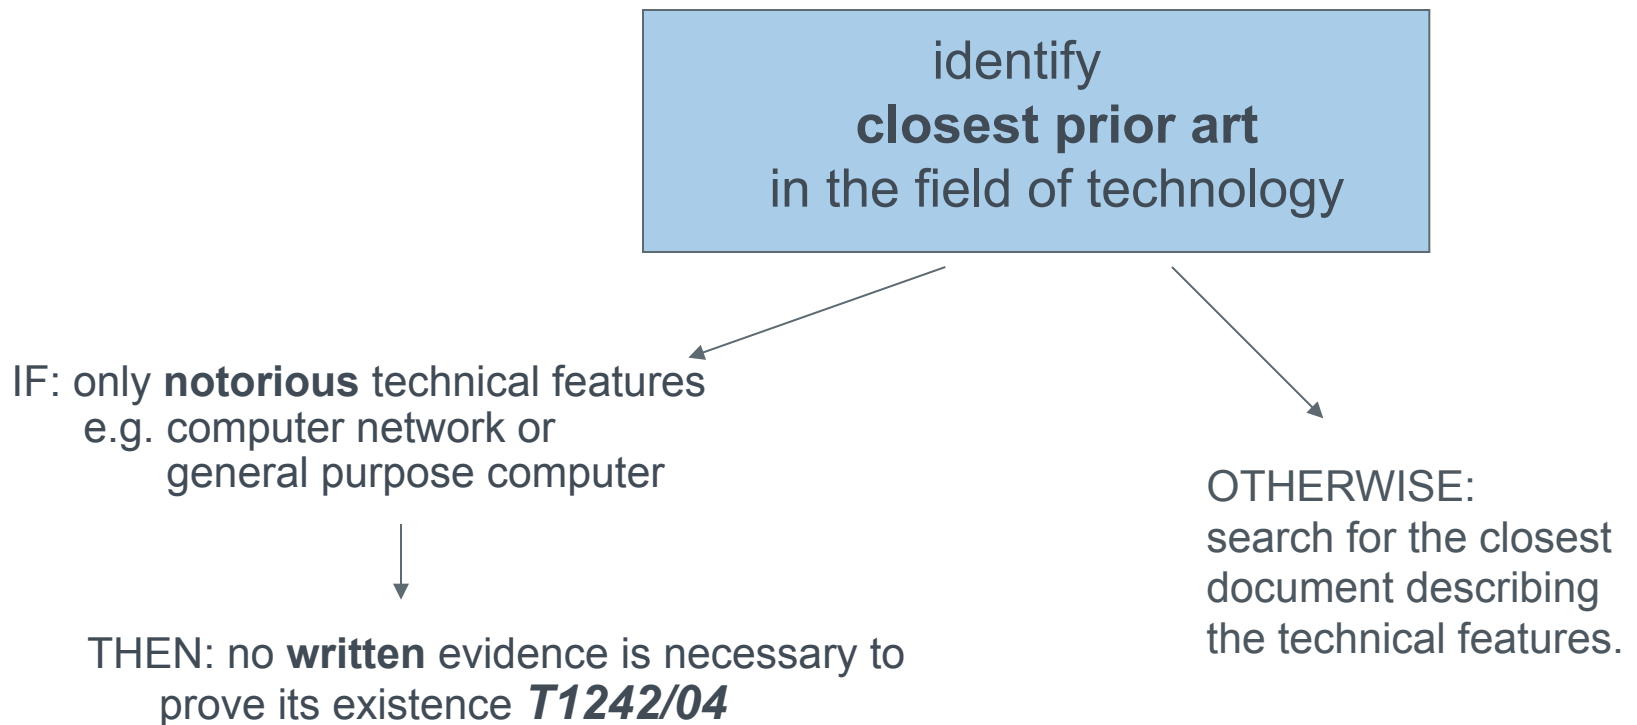 identify
closest prior art
in the field of technology
IF: only notorious technical features
e.g. computer network or
general purpose computer
THEN: no written evidence is necessary to
prove its existence T1242/04
OTHERWISE:
search for the closest
document describing
the technical features.